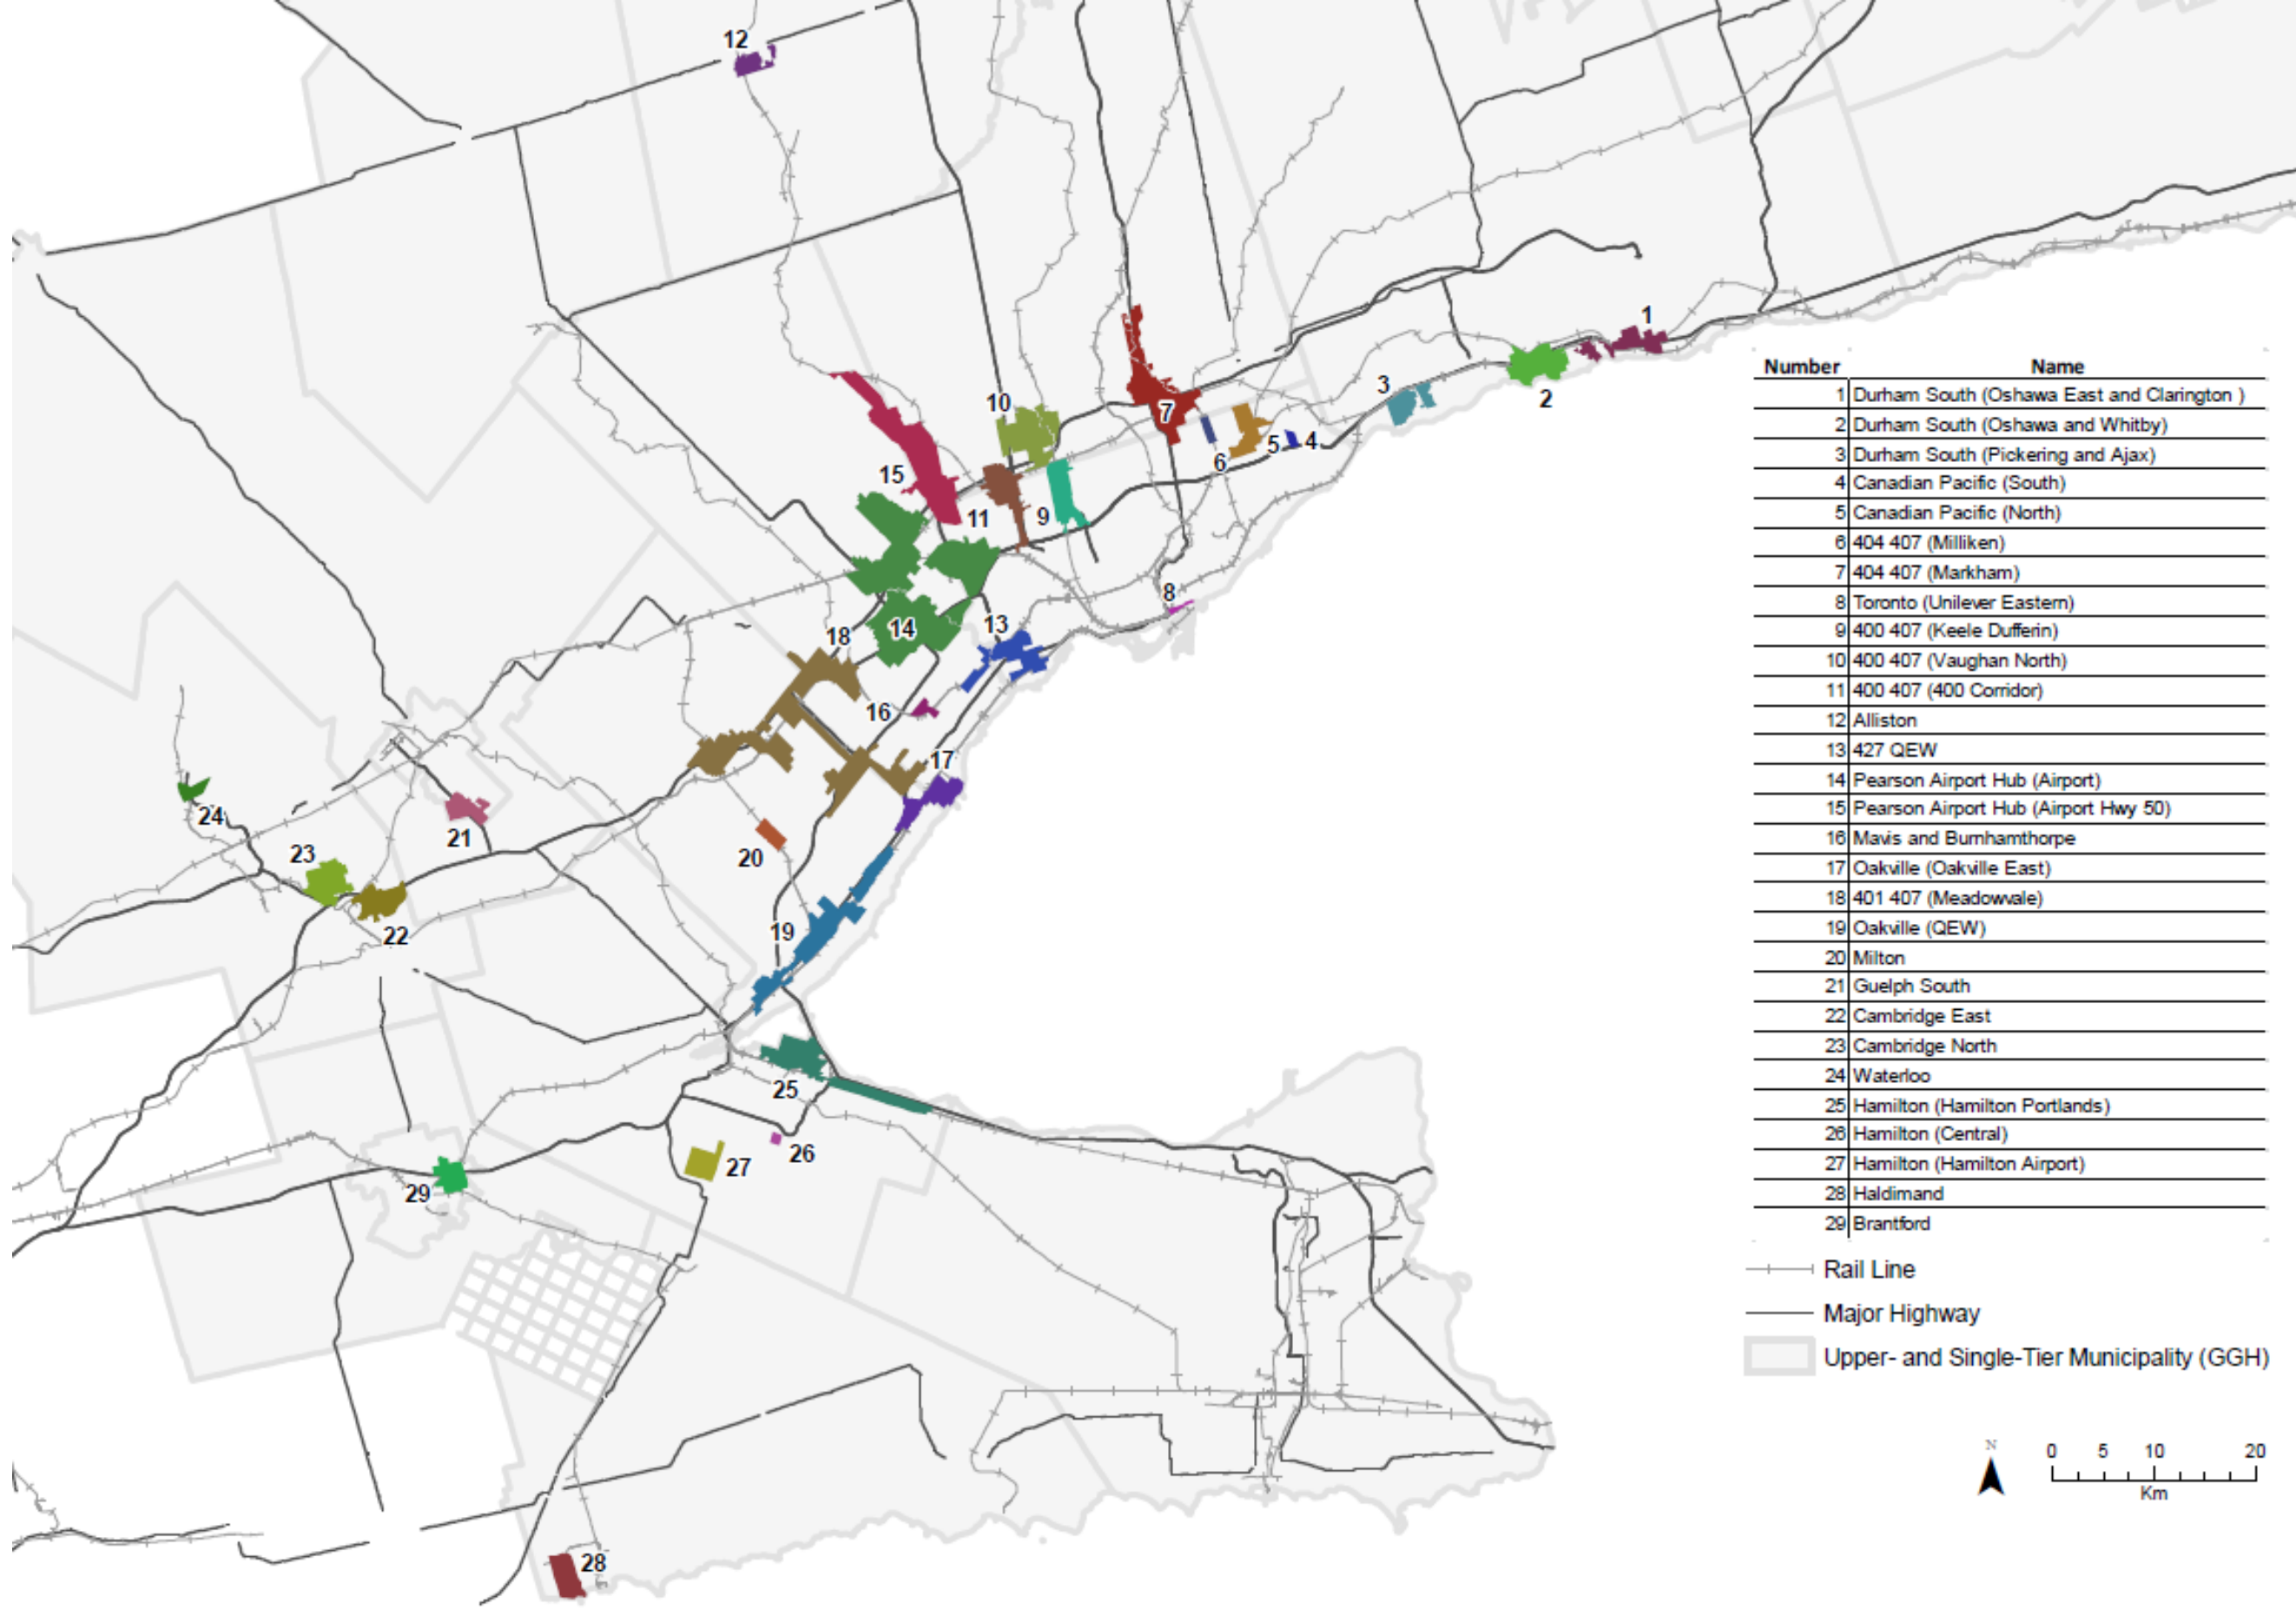 12
1
Number Name
1 Durham South (Oshawa East and Clarington )
2 Durham South (Oshawa and Whitby)
3 Durham South (Pickering and Ajax)
4 Canadian Pacific (South)
5 Canadian Pacific (North)
6 404 407 (Milliken)
7 404 407 (Markham)
8 Toronto (Unilever Eastern)
9 400 407 (Keele Dufferin)
10 400 407 (Vaughan North)
11 400 407 (400 Corridor)
12 Alliston
13 427 QEW
14 Pearson Airport Hub (Airport)
15 Pearson Airport Hub (Airport Hwy 50)
16 Mavis and Burnhamthorpe
17 Oakville (Oakville East)
18 401 407 (Meadowvale)
19 Oakville (QEW)
20 Milton
21 Guelph South
22 Cambridge East
23 Cambridge North
24 Waterloo
25 Hamilton (Hamilton Portlands)
26 Hamilton (Central)
27 Hamilton (Hamilton Airport)
28 Haldimand
29 Brantford
3
2
10
7
5
4
6
15
11
9
8
13
14
18
16
17
24
21
23
20
22
19
25
26
27
29
28
Rail Line
Major Highway
Upper- and Single-Tier Municipality (GGH)
N
0 5 10 20
Km